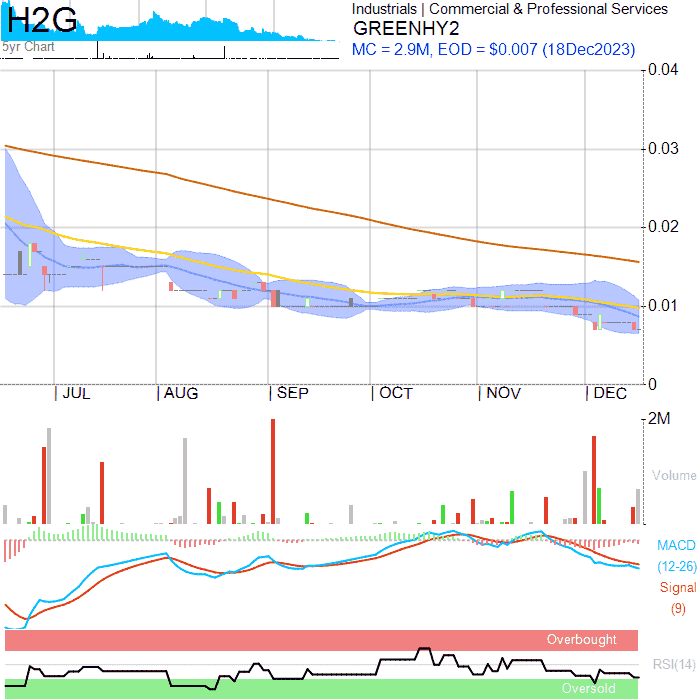 H2G
5yr Chart
Industrials | Commercial & Professional Services
GREENHY2
MC = 2.9M, EOD = $0.007 (18Dec2023)
0.04
0.03
0.02
0.01
0
JUL
AUG
SEP
OCT
NOV
DEC
2M
Volume
MACD
(12-26)
Signal
(9)
Overbought
RSI(14)
Oversold